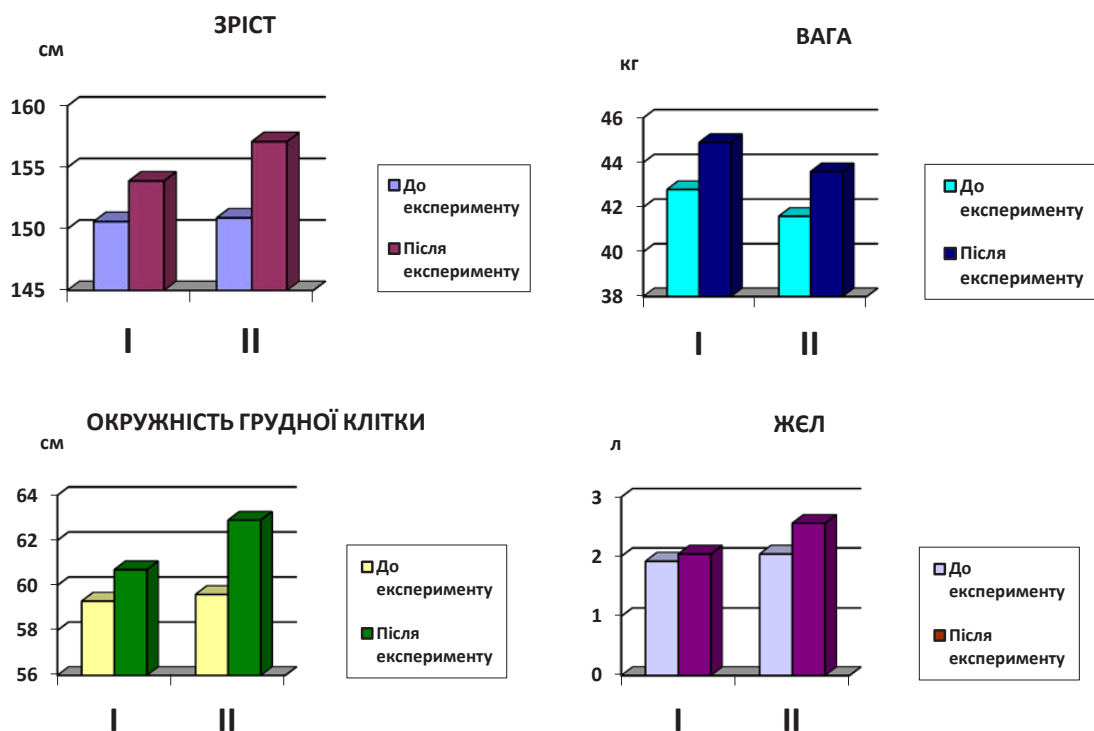 ЗРІСТ
см
160
155
150
145
I II
До
експерименту
Після
експерименту
ВАГА
кг
46
44
42
40
38
I II
До
експерименту
Після
експерименту
ОКРУЖНІСТЬ ГРУДНОЇ КЛІТКИ
см
64
62
60
58
56
I II
До
експерименту
Після
експерименту
ЖЄЛ
л
3
2
1
0
I II
До
експерименту
Після
експерименту